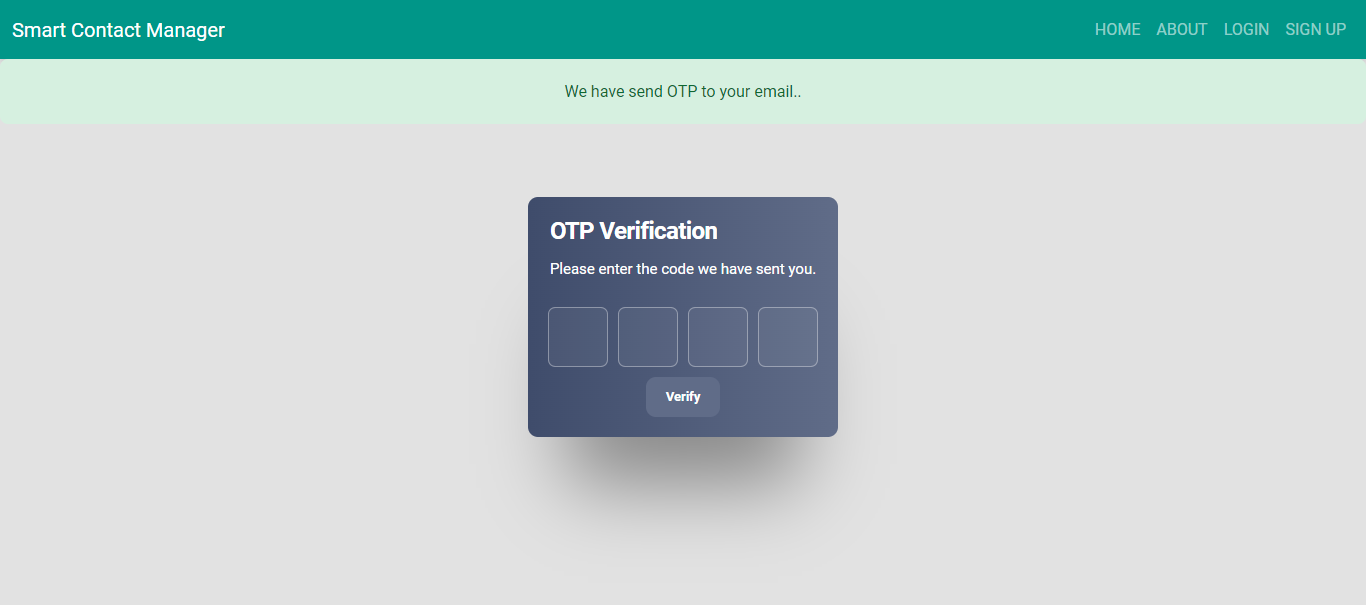 Smart Contact Manager
HOME ABOUT LOGIN SIGN UP
We have send OTP to your email..
OTP Verification
Please enter the code we have sent you.
Verify